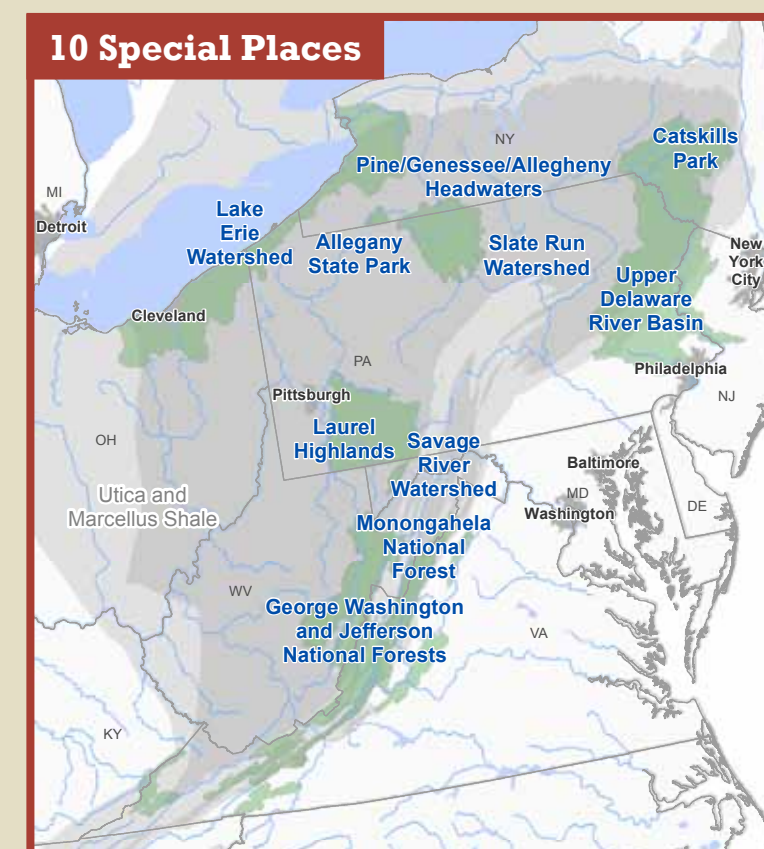 10 Special Places
NY
Catskills
Park
Pine/Genessee/Allegheny
Headwaters
MI
Detroit
Lake
Erie
Watershed
Allegany
State Park
Slate Run
Watershed
New
York
City
Upper
Delaware
River Basin
Cleveland
PA
Philadelphia
Pittsburgh
NJ
Laurel
Highlands
OH
Savage
River
Watershed
Baltimore
MD
Washington
DE
Utica and
Marcellus Shale
Monongahela
National
Forest
WV
George Washington
and Jefferson
National Forests
VA
KY